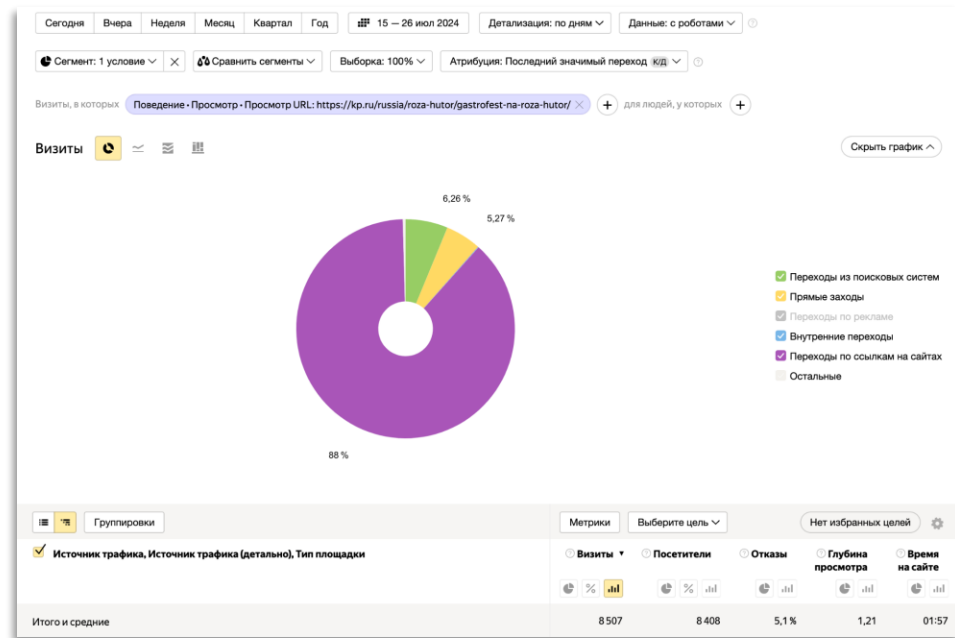 Сегодня Вчера Неделя Месяц Квартал Год 15 — 26 июл 2024 Детализация: по дням Данные: с роботами
Сегмент: 1 условие Сравнить сегменты Выборка: 100% Атрибуция: Последний значимый переход К/Д
Визиты, в которых Поведение • Просмотр • Просмотр URL: https://kp.ru/russia/roza-hutor/gastrofest-na-roza-hutor/ для людей, у которых
Визиты Скрыть график
6,26 %
5,27 %
Переходы из поисковых систем
Прямые заходы
Переходы по рекламе
Внутренние переходы
Переходы по ссылкам на сайтах
Остальные
88 %
Группировки Метрики Выберите цель Нет избранных целей
Источник трафика, Источник трафика (детально), Тип площадки Визиты Посетители Отказы Глубина просмотра Время на сайте
% %
Итого и средние 8 507 8 408 5,1 % 1,21 01:57